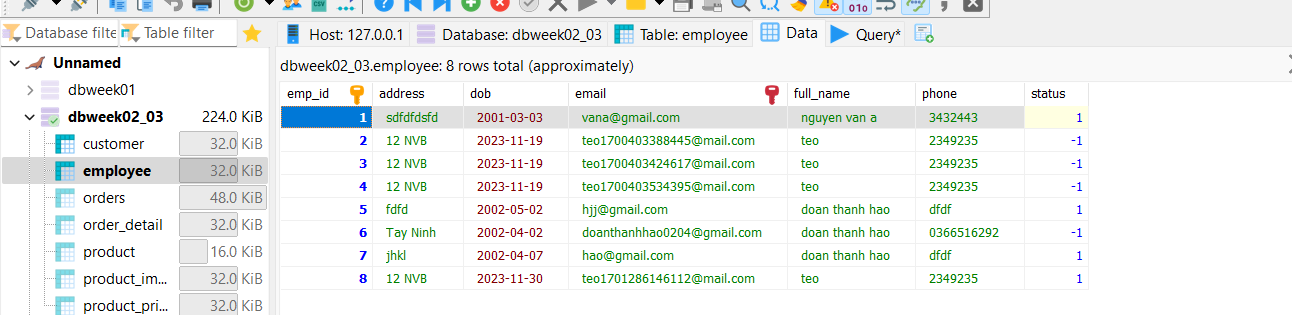 CSV
010
Database filte
Table filter
Host: 127.0.0.1
Database: dbweek02_03
Table: employee
Data
Query*
Unnamed
dbweek01
dbweek02_03 224.0 KiB
customer 32.0 KiB
employee 32.0 KiB
orders 48.0 KiB
order_detail 32.0 KiB
product 16.0 KiB
product_im... 32.0 KiB
product_pri... 32.0 KiB
dbweek02_03.employee: 8 rows total (approximately)
emp_id address dob email full_name phone status
1 sdfdfdsfd 2001-03-03 vana@gmail.com nguyen van a 3432443 1
2 12 NVB 2023-11-19 teo1700403388445@mail.com teo 2349235 -1
3 12 NVB 2023-11-19 teo1700403424617@mail.com teo 2349235 -1
4 12 NVB 2023-11-19 teo1700403534395@mail.com teo 2349235 -1
5 fdfd 2002-05-02 hjj@gmail.com doan thanh hao dfdf 1
6 Tay Ninh 2002-04-02 doanthanhhao0204@gmail.com doan thanh hao 0366516292 -1
7 jhkl 2002-04-07 hao@gmail.com doan thanh hao dfdf 1
8 12 NVB 2023-11-30 teo1701286146112@mail.com teo 2349235 1